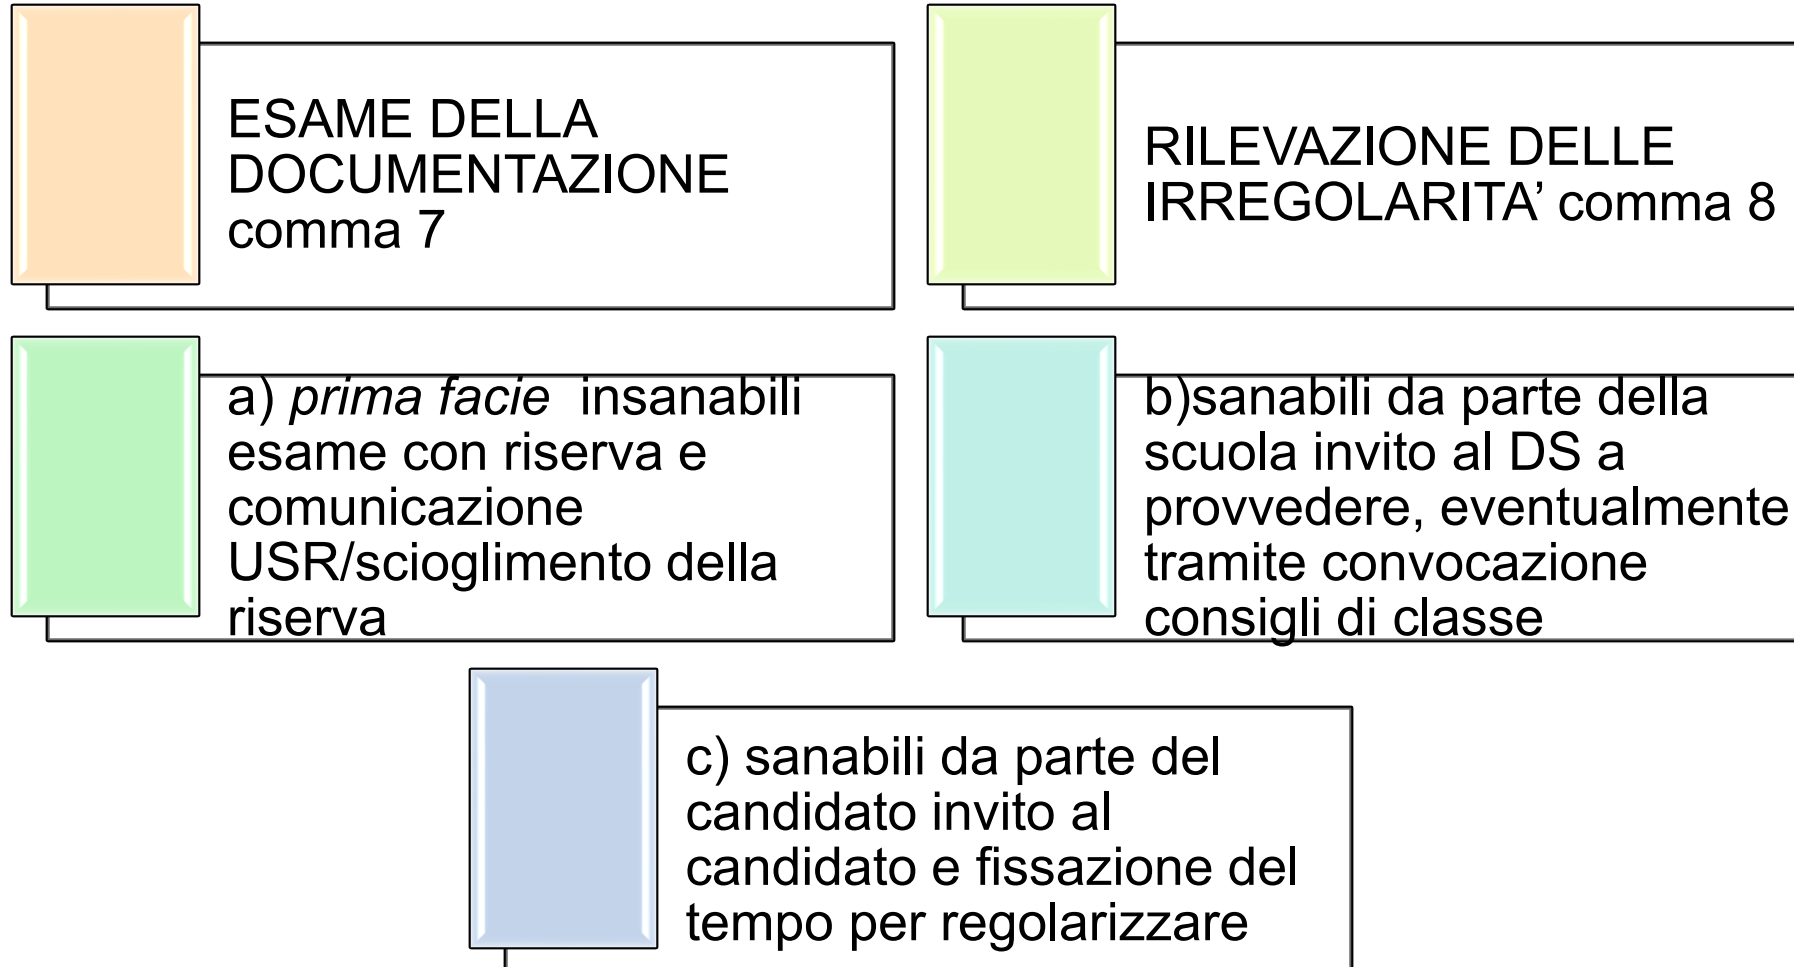 ESAME DELLA
DOCUMENTAZIONE
comma 7
RILEVAZIONE DELLE
IRREGOLARITA’ comma 8
a) prima facie  insanabili
esame con riserva e
comunicazione
USR/scioglimento della
riserva
b)sanabili da parte della
scuola invito al DS a
provvedere, eventualmente
tramite convocazione
consigli di classe
c) sanabili da parte del
candidato invito al
candidato e fissazione del
tempo per regolarizzare